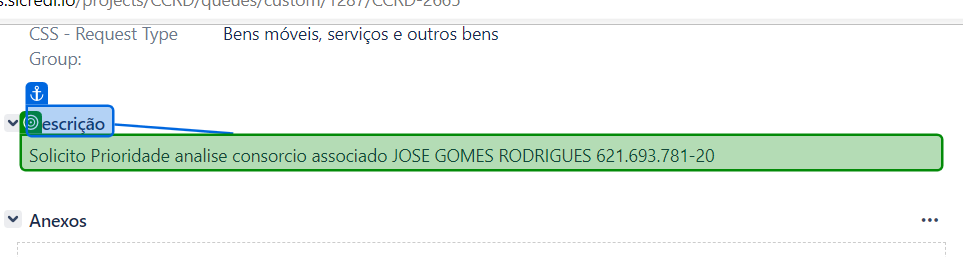 s.sicredi.io/projects/CCRD/queues/custom/1287/CCRD-2665
CSS - Request Type Group:
Bens móveis, serviços e outros bens
Descrição
Solicito Prioridade analise consorcio associado JOSE GOMES RODRIGUES 621.693.781-20
Anexos